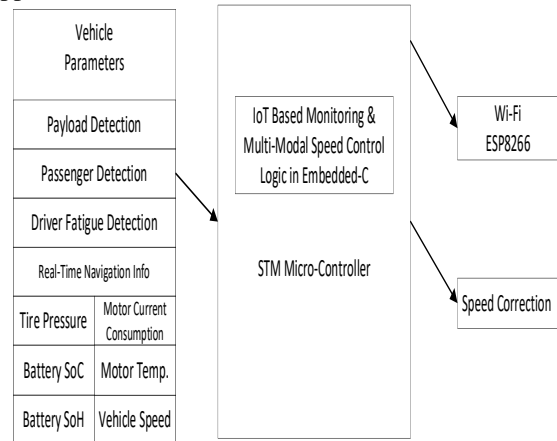 Vehicle
Parameters
Payload Detection
Passenger Detection
Driver Fatigue Detection
Real-Time Navigation Info
Tire Pressure
Motor Current
Consumption
Battery SoC
Motor Temp.
Battery SoH
Vehicle Speed
IoT Based Monitoring &
Multi-Modal Speed Control
Logic in Embedded-C
STM Micro-Controller
Wi-Fi
ESP8266
Speed Correction